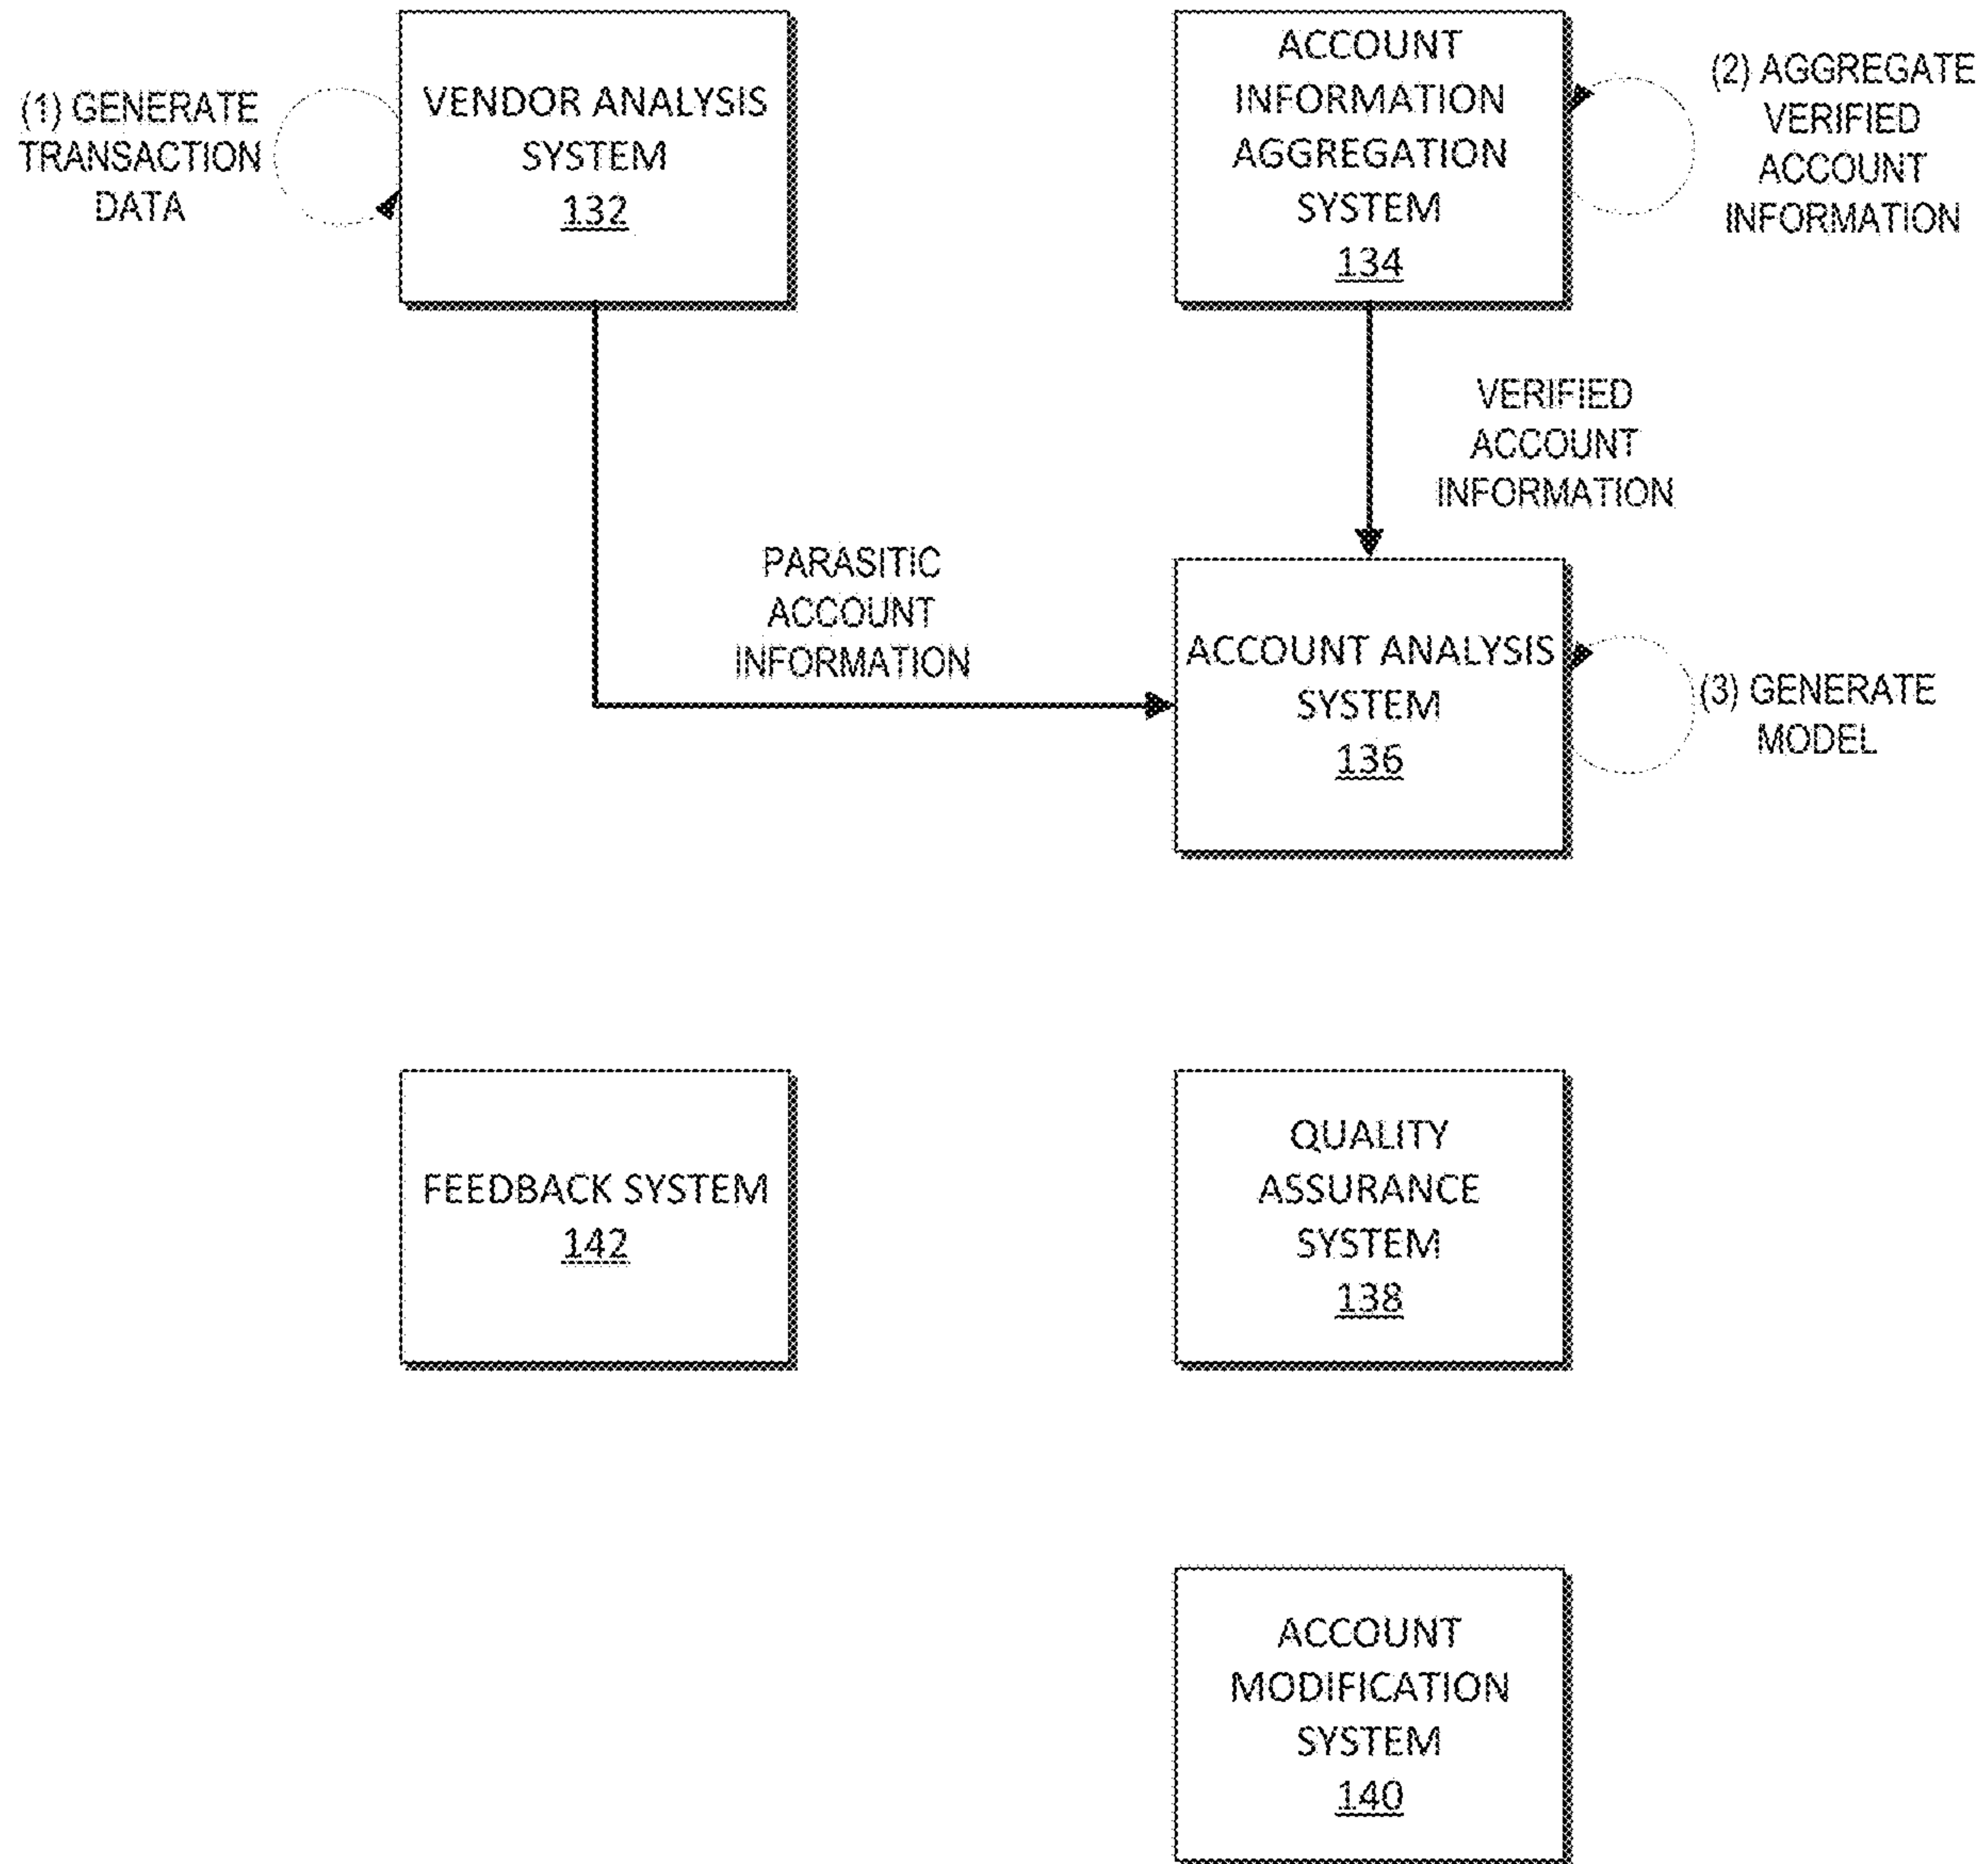 (1) GENERATE
TRANSACTION
DATA
VENDOR ANALYSIS
SYSTEM
132
ACCOUNT
INFORMATION
AGGREGATION
SYSTEM
134
(2) AGGREGATE
VERIFIED
ACCOUNT
INFORMATION
VERIFIED
ACCOUNT
INFORMATION
PARASITIC
ACCOUNT
INFORMATION
ACCOUNT ANALYSIS
SYSTEM
136
(3) GENERATE
MODEL
FEEDBACK SYSTEM
142
QUALITY
ASSURANCE
SYSTEM
138
ACCOUNT
MODIFICATION
SYSTEM
140